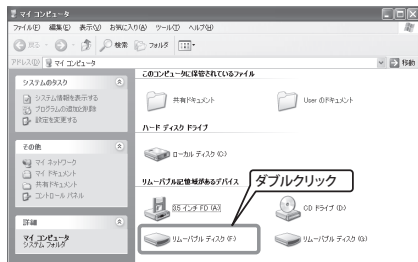 マイ コンピュータ
ファイル(F) 編集(E) 表示(V) お気に入り(A) ツール(T) ヘルプ(H)
戻る 検索 フォルダ
アドレス(D) マイ コンピュータ 移動
システムのタスク
システム情報を表示する
プログラムの追加と削除
設定を変更する
その他
マイ ネットワーク
マイ ドキュメント
共有ドキュメント
コントロール パネル
詳細
マイ コンピュータ
システム フォルダ
このコンピュータに保管されているファイル
共有ドキュメント User のドキュメント
ハード ディスク ドライブ
ローカル ディスク (C:)
リムーバブル記憶域があるデバイス
ダブルクリック
3.5 インチ FD (A:) CD ドライブ (D:)
リムーバブル ディスク (F:) リムーバブル ディスク (G:)